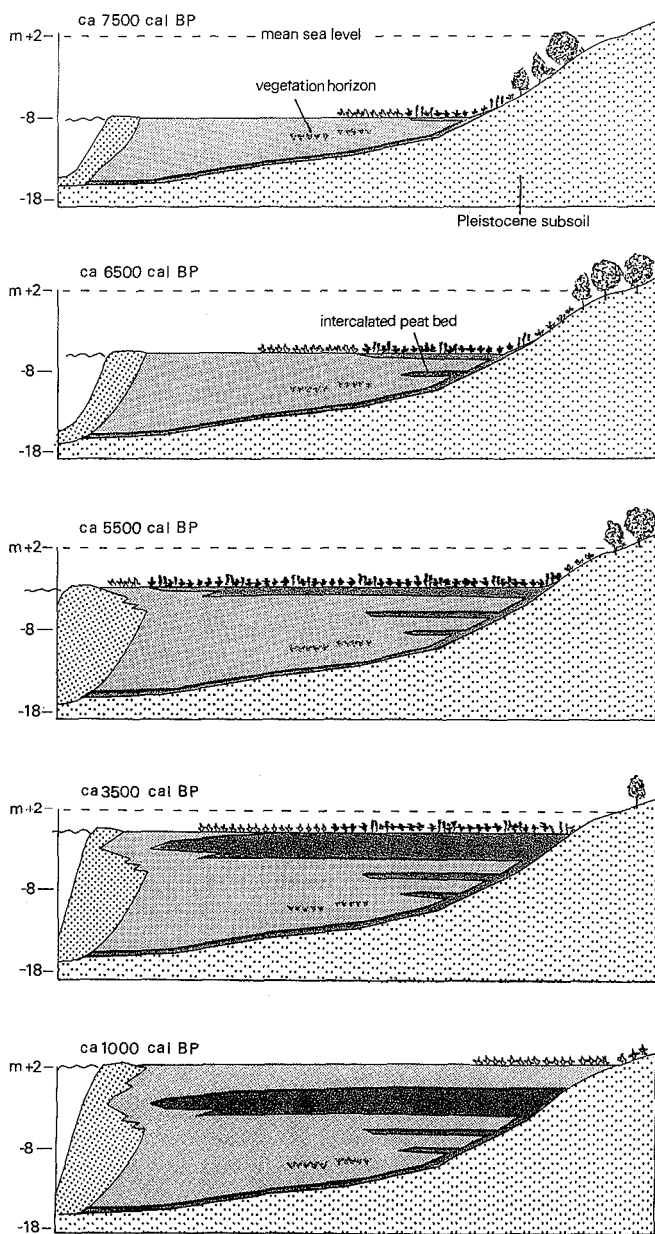 ca 7500 cal BP
m +2
mean sea level
vegetation horizon
-8
-18
Pleistocene subsoil
ca 6500 cal BP
m +2
intercalated peat bed
-8
-18
ca 5500 cal BP
m +2
-8
-18
ca 3500 cal BP
m +2
-8
-18
ca 1000 cal BP
m +2
-8
-18